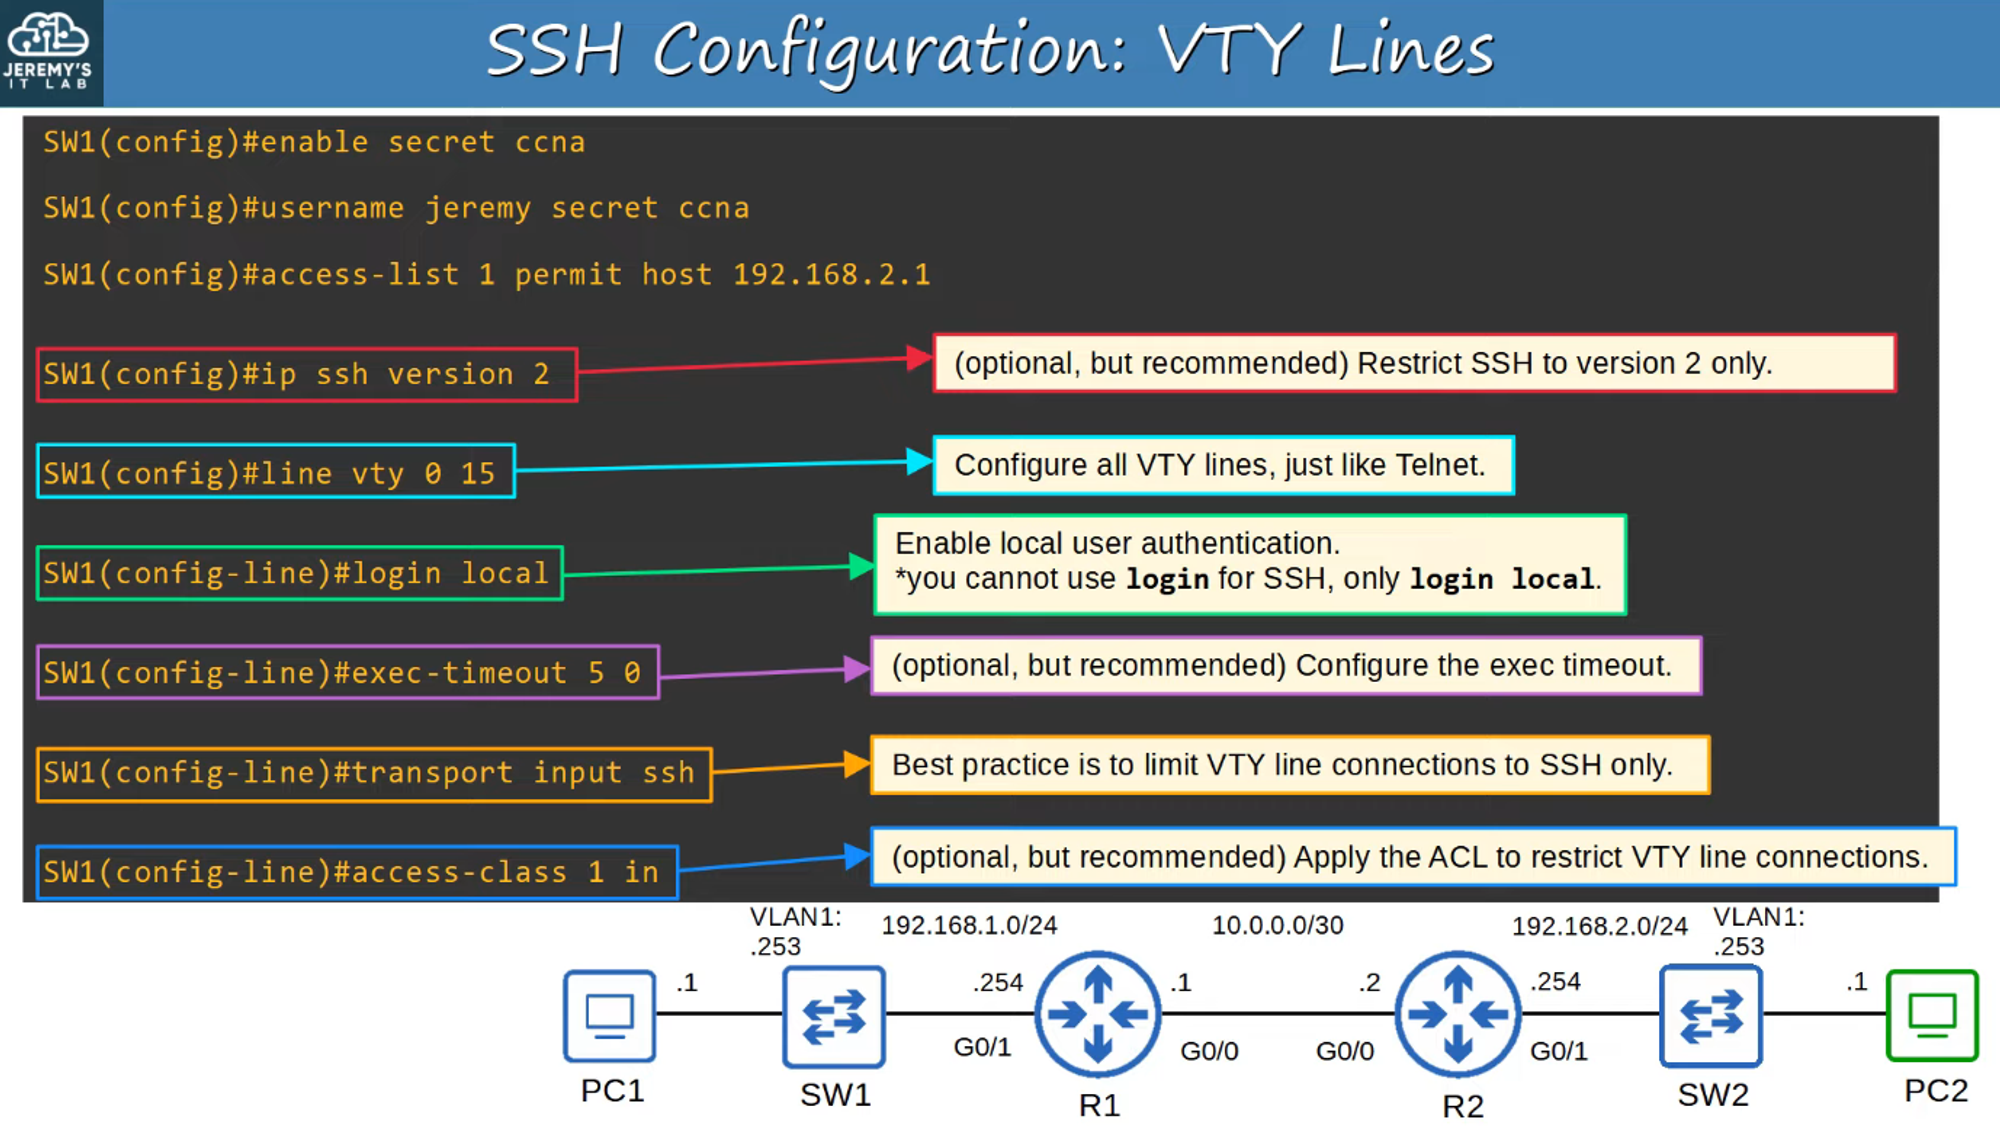 JEREMY'S
IT LAB
SSH Configuration: VTY Lines
SW1(config)#enable secret ccna
SW1(config)#username jeremy secret ccna
SW1(config)#access-list 1 permit host 192.168.2.1
SW1(config)#ip ssh version 2
(optional, but recommended) Restrict SSH to version 2 only.
SW1(config)#line vty 0 15
Configure all VTY lines, just like Telnet.
SW1(config-line)#login local
Enable local user authentication.
*you cannot use login for SSH, only login local.
SW1(config-line)#exec-timeout 5 0
(optional, but recommended) Configure the exec timeout.
SW1(config-line)#transport input ssh
Best practice is to limit VTY line connections to SSH only.
SW1(config-line)#access-class 1 in
(optional, but recommended) Apply the ACL to restrict VTY line connections.
VLAN1:
.253
192.168.1.0/24
10.0.0.0/30
192.168.2.0/24
VLAN1:
.253
.1
.254
.1
.2
.254
.1
G0/1
G0/0
G0/0
G0/1
PC1
SW1
R1
R2
SW2
PC2